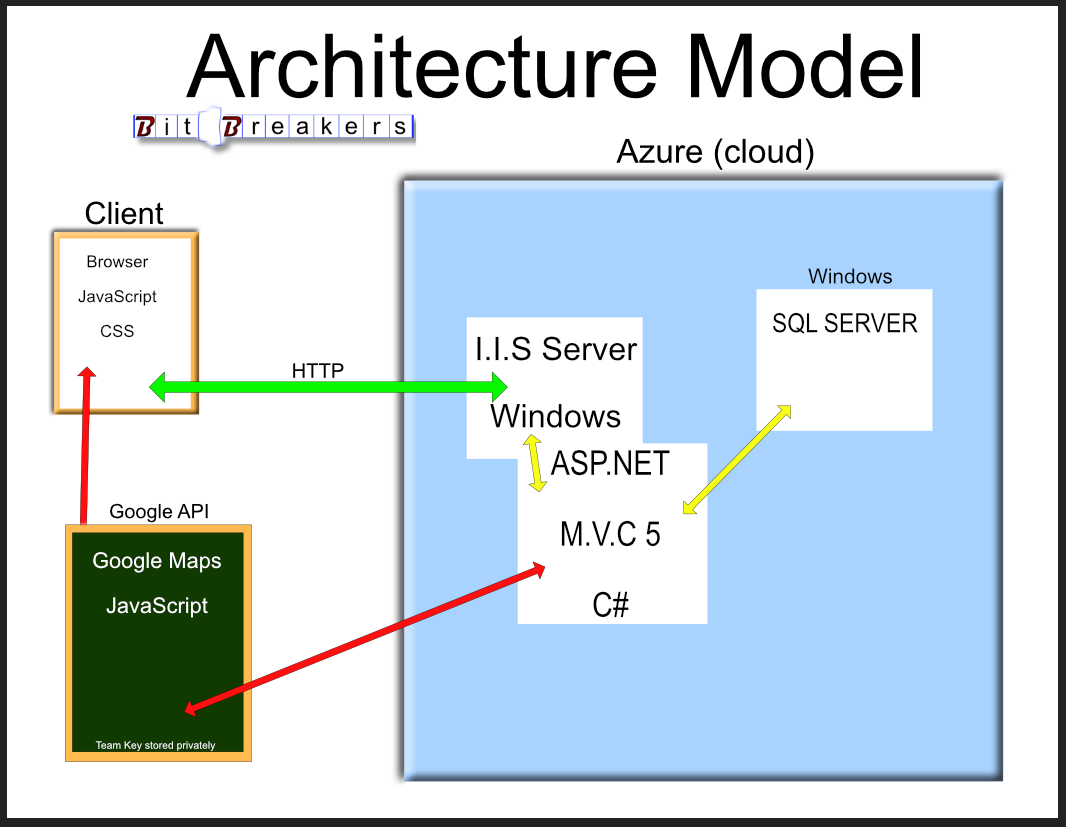 Architecture Model
Bit Breakers
Azure (cloud)
Client
Browser
JavaScript
CSS
HTTP
I.I.S Server
Windows
ASP.NET
M.V.C 5
C#
Windows
SQL SERVER
Google API
Google Maps
JavaScript
Team Key stored privately